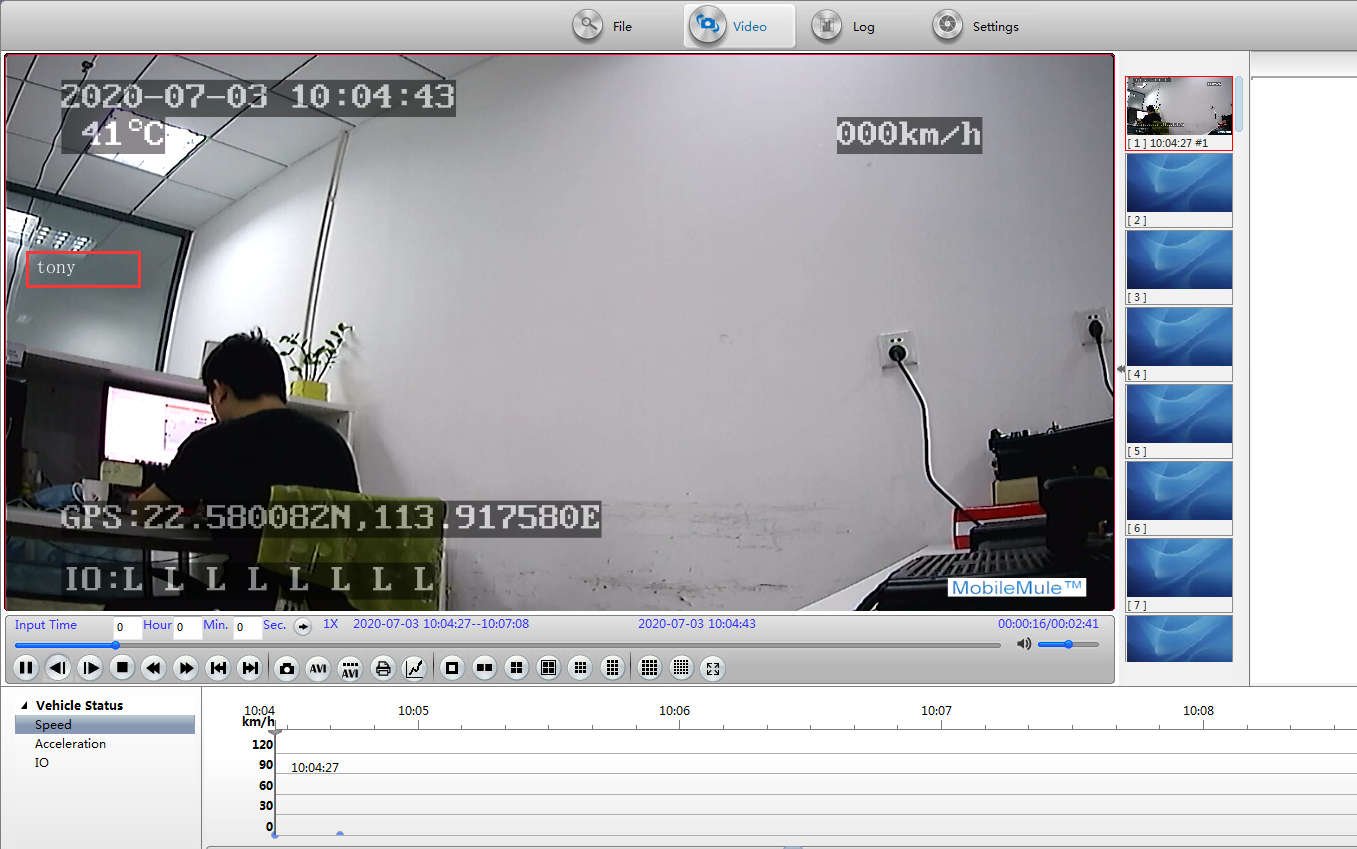 File Video Log Settings
2020-07-03 10:04:43
41°C 000km/h
tony
GPS:22.580082N,113.917580E
IO:L L L L L L L L
MobileMule™
[ 1 ] 10:04:27 #1
[ 2 ]
[ 3 ]
[ 4 ]
[ 5 ]
[ 6 ]
[ 7 ]
Input Time 0 Hour 0 Min. 0 Sec. 1X 2020-07-03 10:04:27--10:07:08 2020-07-03 10:04:43 00:00:16/00:02:41
AVI AVI
Vehicle Status
Speed
Acceleration
IO
10:04 10:05 10:06 10:07 10:08
km/h
120
90
10:04:27
60
30
0